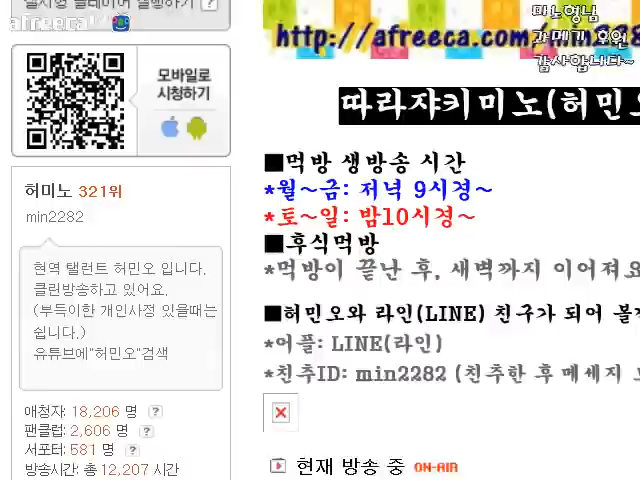 afreeca
http://afreeca.com/min228
감사합니다~
모바일로
시청하기
따라쟈키미노(허민오
허미노 321위
min2282
현역 탤런트 허민오 입니다.
클린방송하고 있어요.
(부득이한 개인사정 있을때는
쉽니다.)
유튜브에"허민오"검색
애청자: 18,206 명
팬클럽: 2,606 명
서포터: 581 명
방송시간: 총 12,207 시간
■먹방 생방송 시간
*월~금: 저녁 9시경~
*토~일: 밤10시경~
■후식먹방
*먹방이 끝난 후, 새벽까지 이어져요
■허민오와 라인(LINE) 친구가 되어
*어플: LINE(라인)
*친추ID: min2282 (친추한 후 메세지
현재 방송 중 ON-AIR